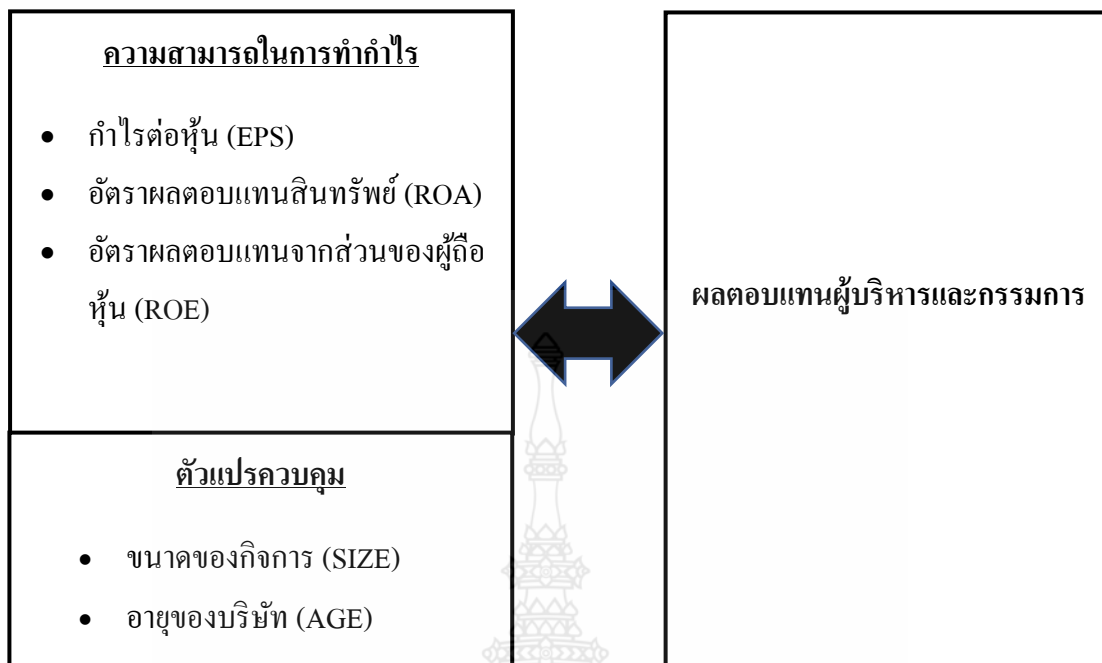 ความสามารถในการทำกำไร
• กำไรต่อหุ้น (EPS)
• อัตราผลตอบแทนสินทรัพย์ (ROA)
• อัตราผลตอบแทนจากส่วนของผู้ถือ
หุ้น (ROE)
ตัวแปรควบคุม
• ขนาดของกิจการ (SIZE)
• อายุของบริษัท (AGE)
ผลตอบแทนผู้บริหารและกรรมการ